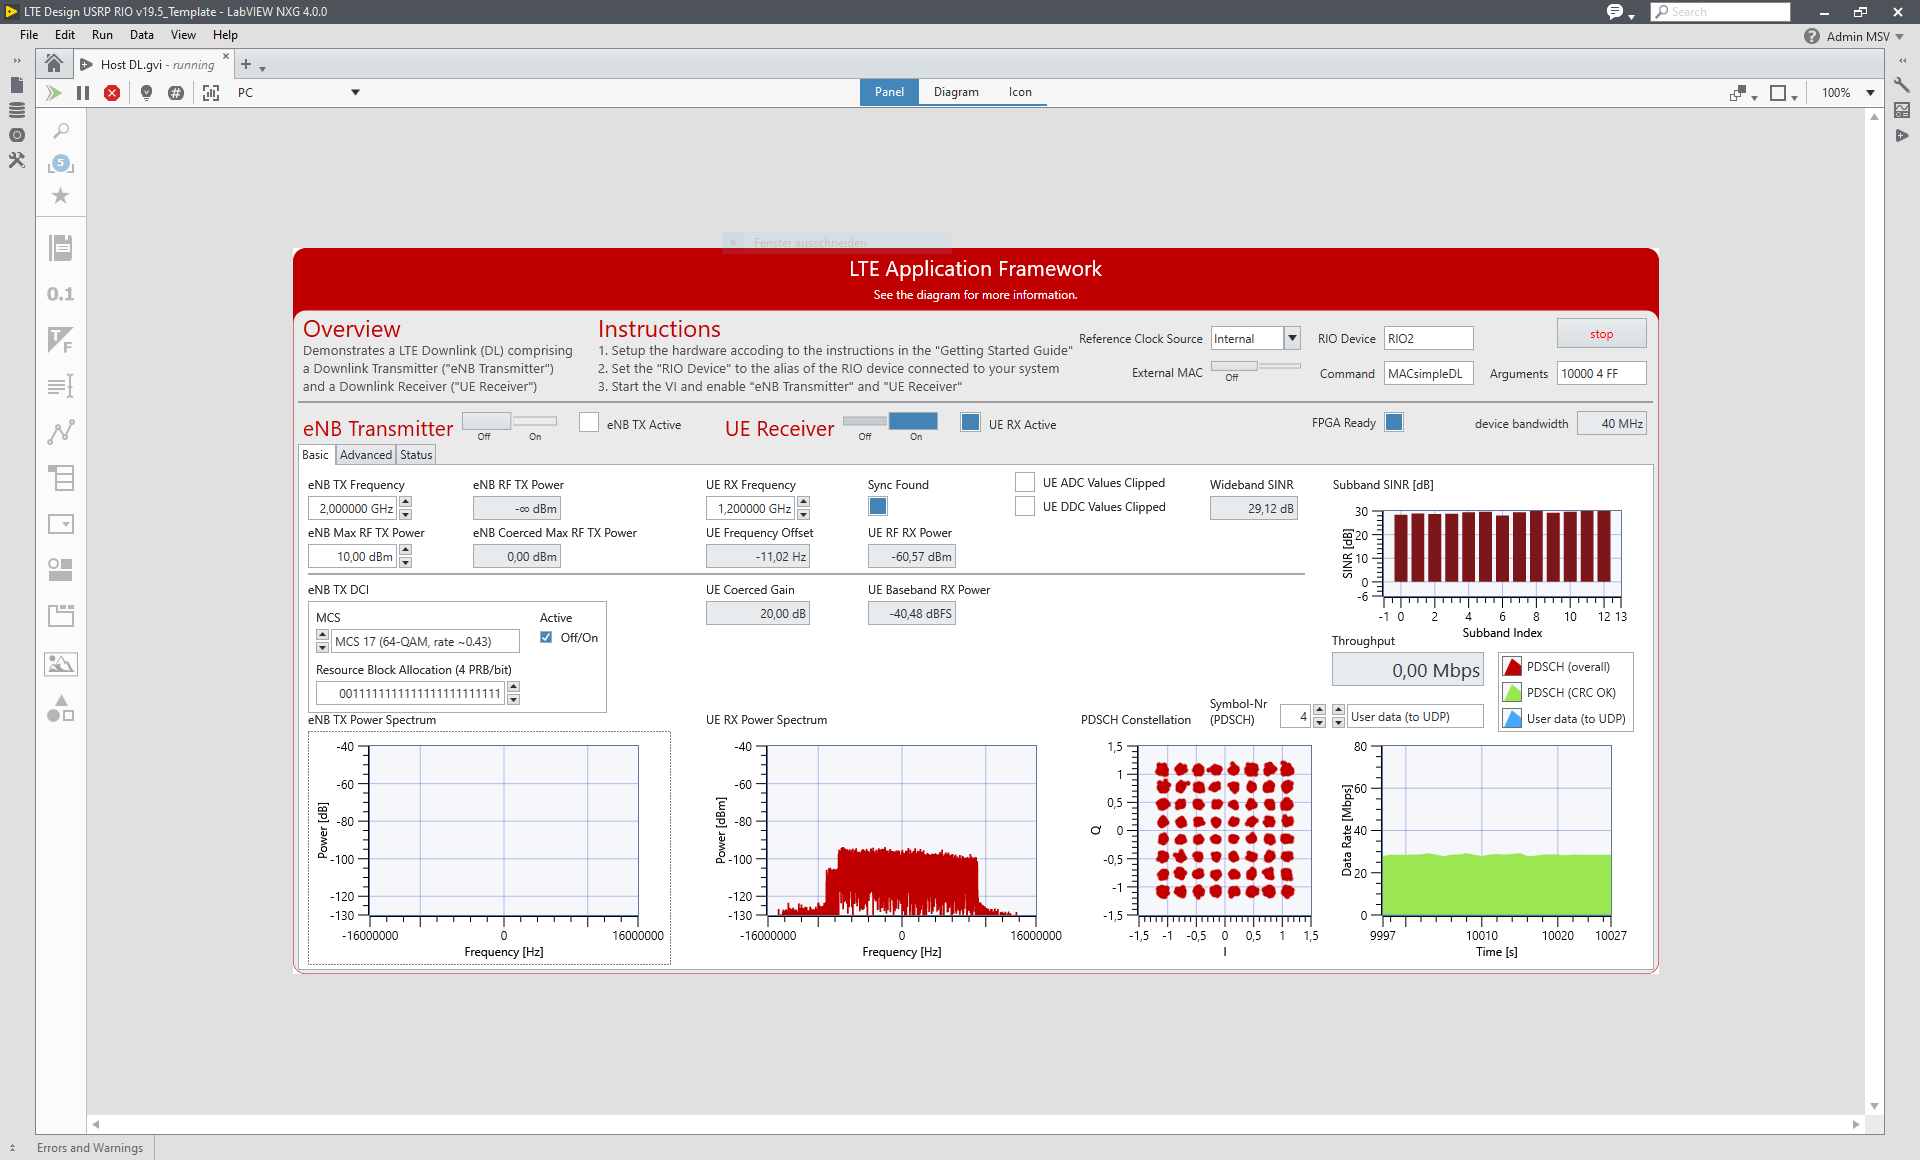 LTE Design USRP RIO v19.5_Template - LabVIEW NXG 4.0.0
Search
File Edit Run Data View Help
Admin MSV
Host DL.gvi - running
PC
Panel Diagram Icon
100%
5
0.1
T F
Fenster ausschneiden
LTE Application Framework
See the diagram for more information.
Overview
Demonstrates a LTE Downlink (DL) comprising
a Downlink Transmitter ("eNB Transmitter")
and a Downlink Receiver ("UE Receiver")
Instructions
1. Setup the hardware accoding to the instructions in the "Getting Started Guide"
2. Set the "RIO Device" to the alias of the RIO device connected to your system
3. Start the VI and enable "eNB Transmitter" and "UE Receiver"
Reference Clock Source Internal
RIO Device RIO2
stop
External MAC Off
Command MACsimpleDL
Arguments 10000 4 FF
eNB Transmitter Off On
eNB TX Active
UE Receiver Off On
UE RX Active
FPGA Ready
device bandwidth 40 MHz
Basic Advanced Status
eNB TX Frequency
2,000000 GHz
eNB RF TX Power
-∞ dBm
eNB Max RF TX Power
10,00 dBm
eNB Coerced Max RF TX Power
0,00 dBm
UE RX Frequency
1,200000 GHz
Sync Found
UE Frequency Offset
-11,02 Hz
UE RF RX Power
-60,57 dBm
UE ADC Values Clipped
UE DDC Values Clipped
Wideband SINR
29,12 dB
eNB TX DCI
MCS
MCS 17 (64-QAM, rate ~0.43)
Active
Off/On
Resource Block Allocation (4 PRB/bit)
0011111111111111111111111
UE Coerced Gain
20,00 dB
UE Baseband RX Power
-40,48 dBFS
Subband SINR [dB]
SINR [dB]
30
20
10
0
-6
-1 0 2 4 6 8 10 12 13
Subband Index
Throughput
0,00 Mbps
PDSCH (overall)
PDSCH (CRC OK)
User data (to UDP)
eNB TX Power Spectrum
Power [dB]
-40
-60
-80
-100
-120
-130
-16000000 0 16000000
Frequency [Hz]
UE RX Power Spectrum
Power [dBm]
-40
-60
-80
-100
-120
-130
-16000000 0 16000000
Frequency [Hz]
PDSCH Constellation
Symbol-Nr
(PDSCH)
4
User data (to UDP)
Q
1,5
1
0,5
0
-0,5
-1
-1,5
-1,5 -1 -0,5 0 0,5 1 1,5
I
Data Rate [Mbps]
80
60
40
20
0
9997 10010 10020 10027
Time [s]
Errors and Warnings